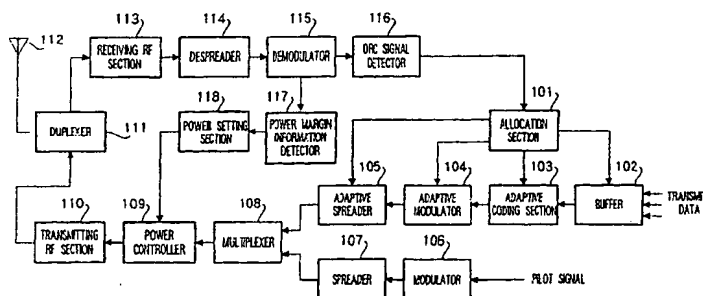 113
114
115
116
112
RECEIVING RF
SECTION
DESPREADER
DEMODULATOR
DRC SIGNAL
DETECTOR
101
118
117
DUPLEXER
111
POWER SETTING
SECTION
POWER MARGIN
INFORMATION
DETECTOR
ALLOCATION
SECTION
105
104
103
102
110
109
108
ADAPTIVE
SPREADER
ADAPTIVE
MODULATOR
ADAPTIVE
CODING SECTION
BUFFER
TRANSMI
DATA
TRANSMITTING
RF SECTION
POWER
CONTROLLER
MULTIPLEXER
107
106
SPREADER
MODULATOR
PILOT SIGNAL